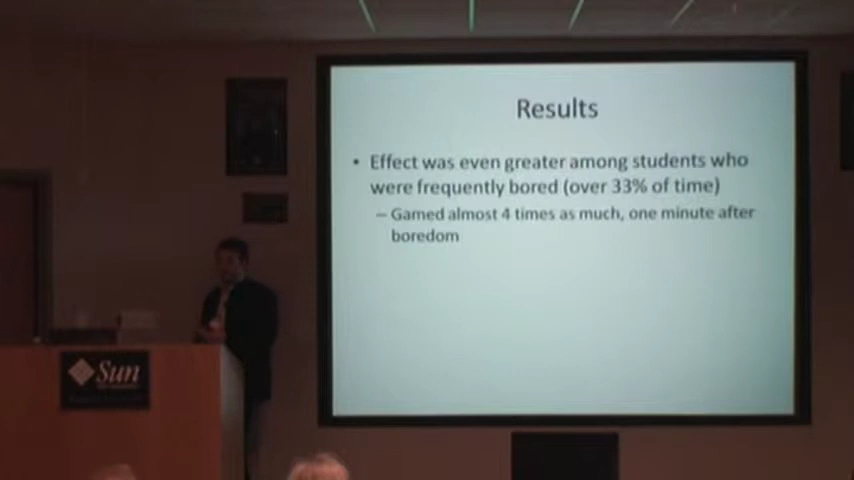 Results
• Effect was even greater among students who
were frequently bored (over 33% of time)
– Gamed almost 4 times as much, one minute after
boredom
Sun